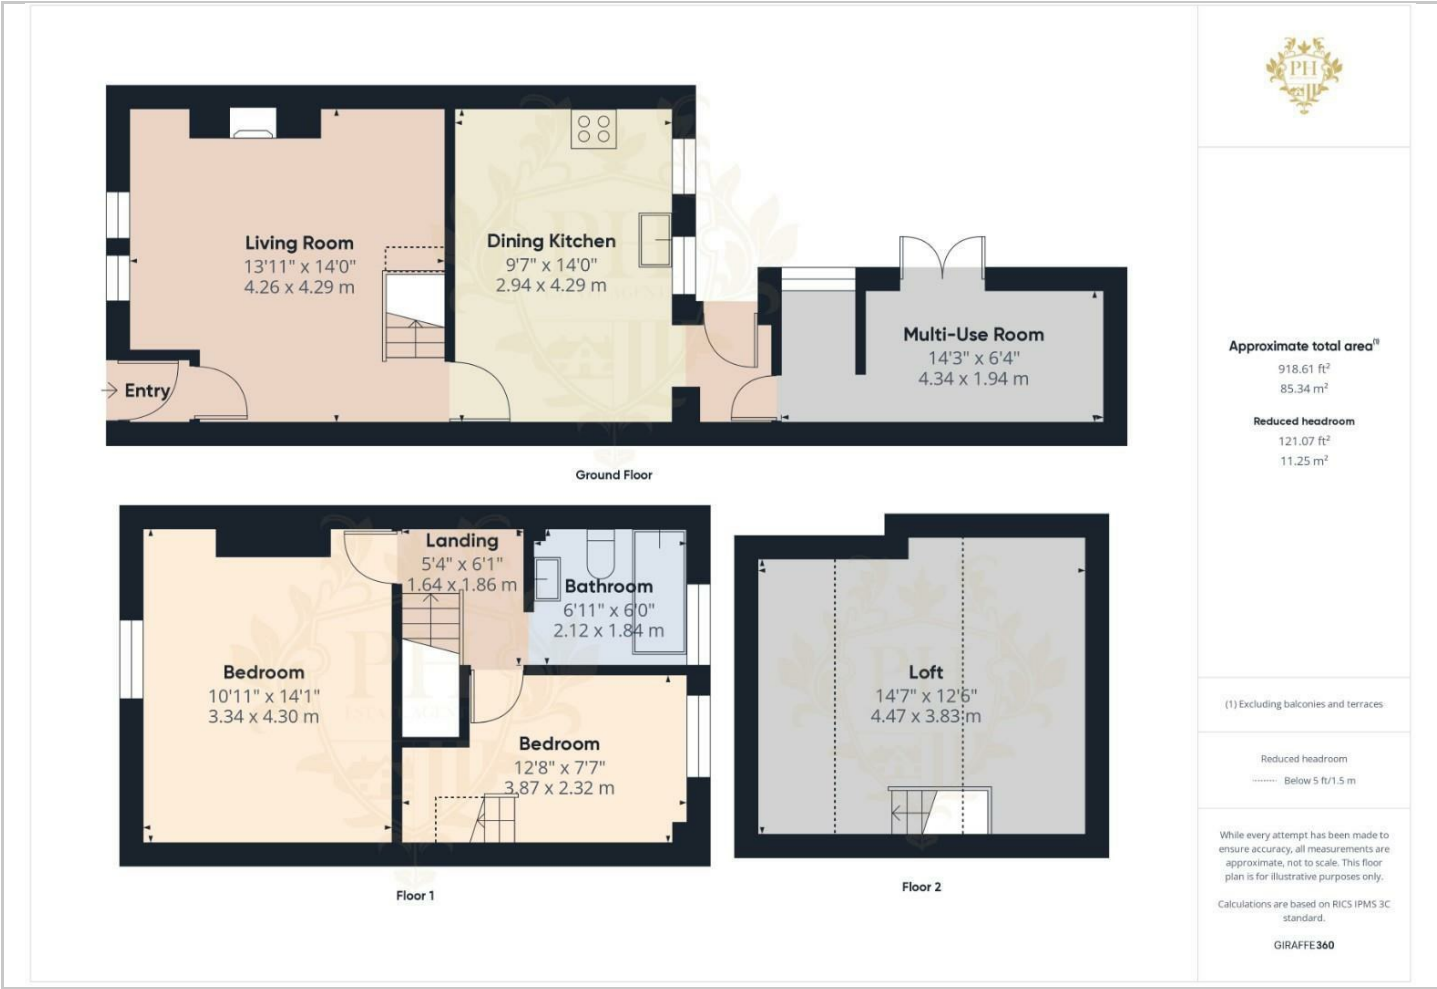 Living Room
13'11" x 14'0"
4.26 x 4.29 m
Dining Kitchen
9'7" x 14'0"
2.94 x 4.29 m
Multi-Use Room
14'3" x 6'4"
4.34 x 1.94 m
Entry
Ground Floor
Landing
5'4" x 6'1"
1.64 x 1.86 m
Bathroom
6'11" x 6'0"
2.12 x 1.84 m
Bedroom
10'11" x 14'1"
3.34 x 4.30 m
Bedroom
12'8" x 7'7"
3.87 x 2.32 m
Floor 1
Loft
14'7" x 12'6"
4.47 x 3.83 m
Floor 2
PH
Approximate total area⁽¹⁾
918.61 ft²
85.34 m²
Reduced headroom
121.07 ft²
11.25 m²
(1) Excluding balconies and terraces
Reduced headroom
Below 5 ft/1.5 m
While every attempt has been made to
ensure accuracy, all measurements are
approximate, not to scale. This floor
plan is for illustrative purposes only.
Calculations are based on RICS IPMS 3C
standard.
GIRAFFE360